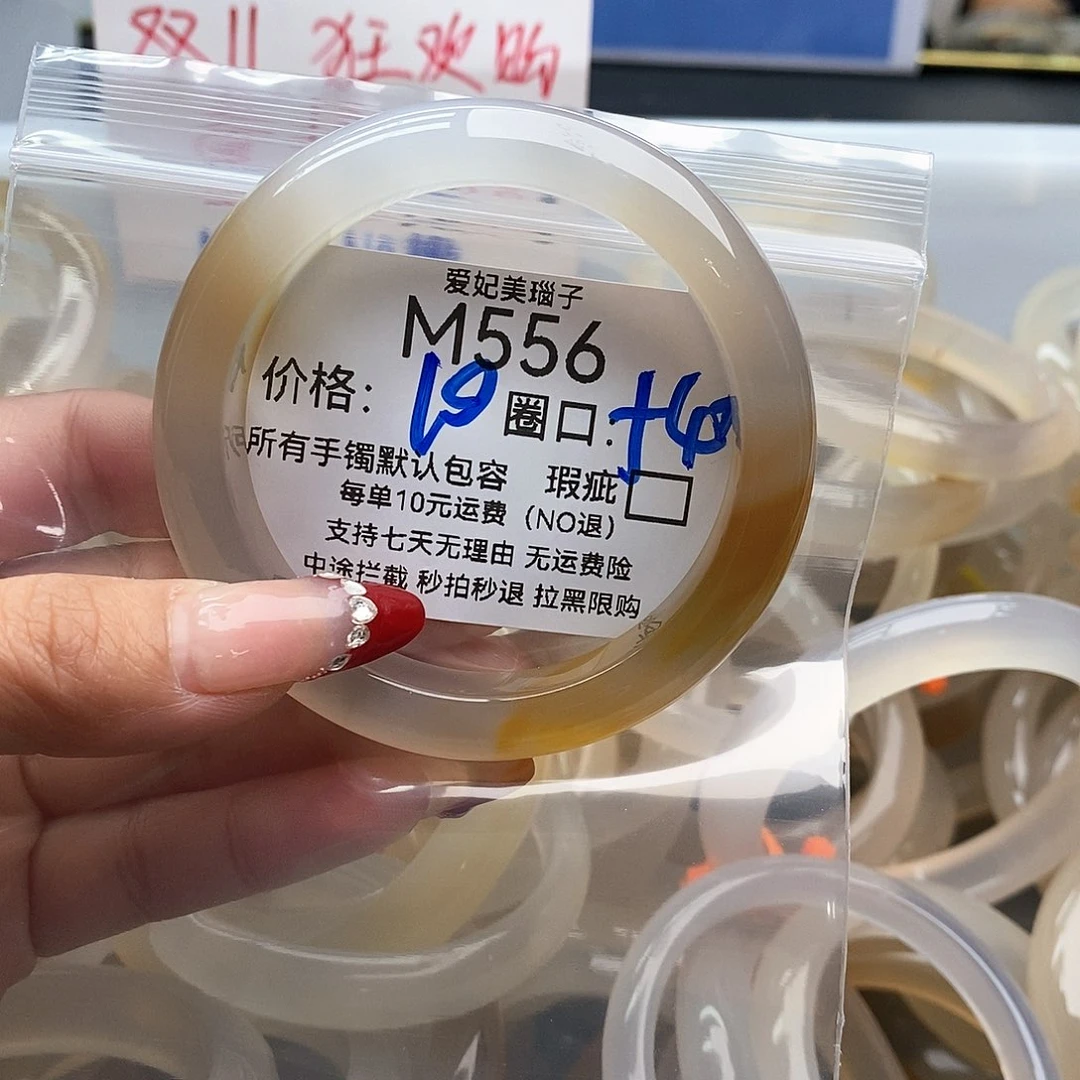 双11 狂欢购
爱妃美瑙子
M556
价格: 圈口:
所有手镯默认包容 瑕疵
每单10元运费 (NO退)
支持七天无理由 无运费险
中途拦截 秒拍秒退 拉黑限购